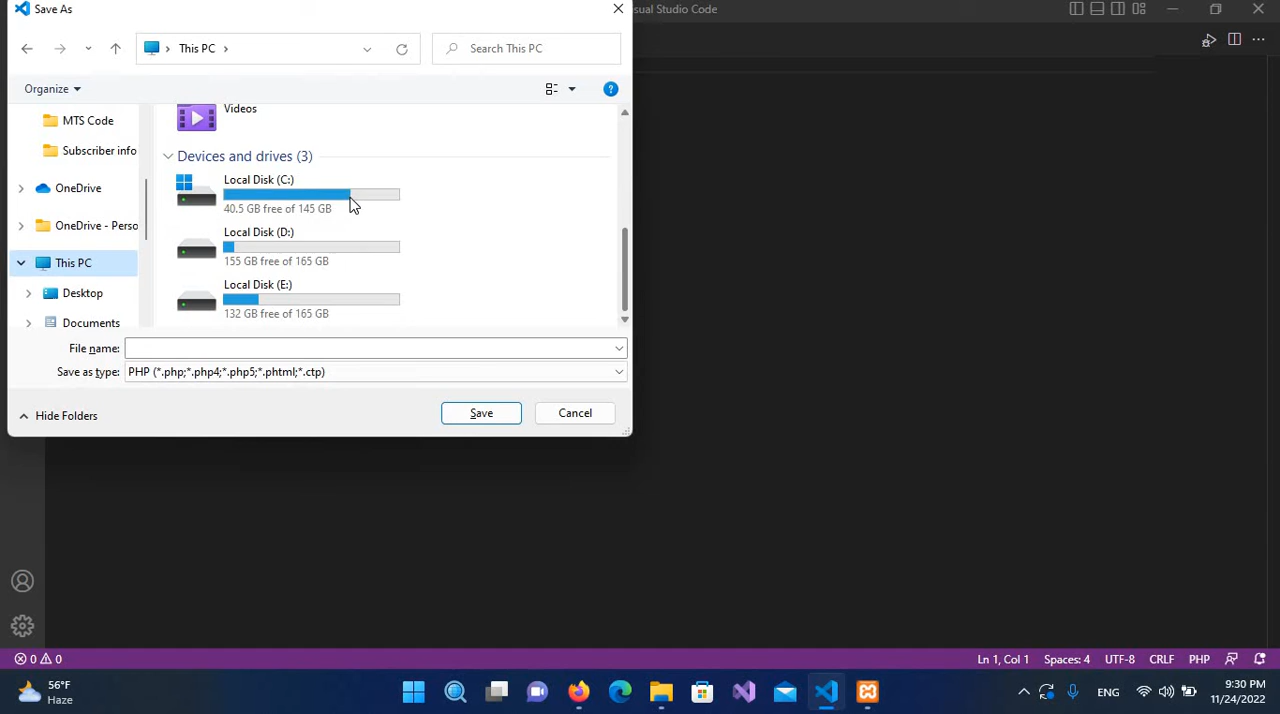 Save As
sual Studio Code
This PC
Search This PC
Organize
MTS Code
Videos
Subscriber info
Devices and drives (3)
OneDrive
Local Disk (C:)
40.5 GB free of 145 GB
OneDrive - Perso
Local Disk (D:)
155 GB free of 165 GB
This PC
Desktop
Local Disk (E:)
132 GB free of 165 GB
Documents
File name:
Save as type: PHP (*.php;*.php4;*.php5;*.phtml;*.ctp)
Hide Folders
Save
Cancel
0 0
Ln 1, Col 1 Spaces: 4 UTF-8 CRLF PHP
56°F
Haze
ENG
9:30 PM
11/24/2022